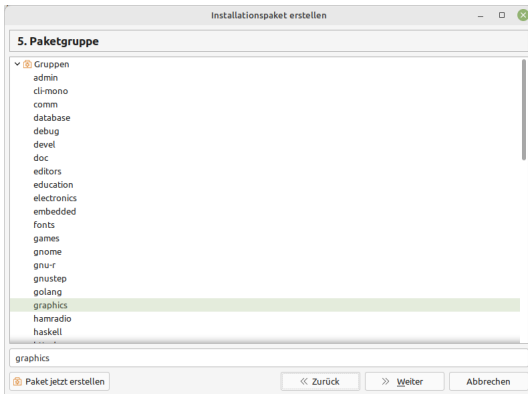 Installationspaket erstellen
5. Paketgruppe
Gruppen
admin
cli-mono
comm
database
debug
devel
doc
editors
education
electronics
embedded
fonts
games
gnome
gnu-r
gnustep
golang
graphics
hamradio
haskell
graphics
Paket jetzt erstellen
Zurück
Weiter
Abbrechen